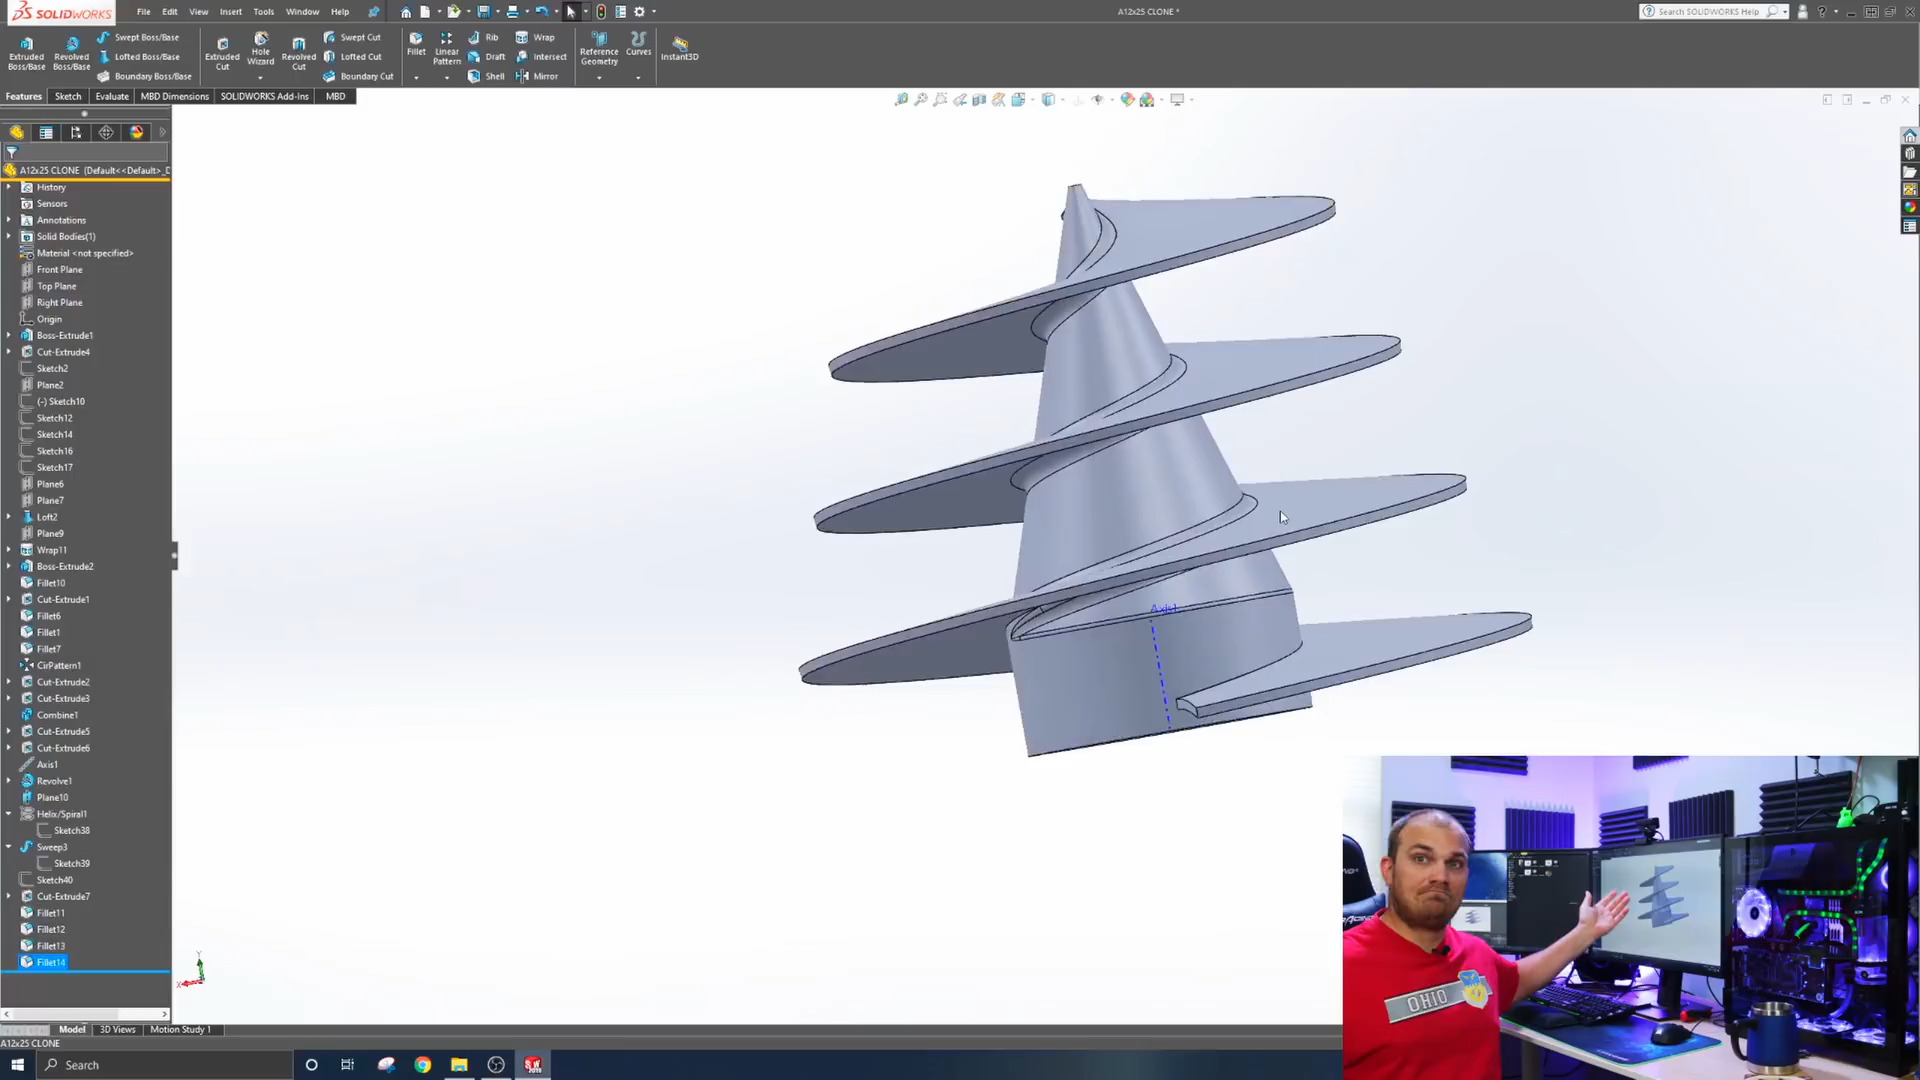 SOLIDWORKS
File Edit View Insert Tools Window Help
A12x25 CLONE *
Search SOLIDWORKS Help
Extruded Boss/Base
Revolved Boss/Base
Swept Boss/Base
Lofted Boss/Base
Boundary Boss/Base
Extruded Cut
Hole Wizard
Revolved Cut
Swept Cut
Lofted Cut
Boundary Cut
Fillet
Linear Pattern
Rib
Draft
Shell
Wrap
Intersect
Mirror
Reference Geometry
Curves
Instant3D
Features Sketch Evaluate MBD Dimensions SOLIDWORKS Add-Ins MBD
A12x25 CLONE (Default<<Default>_D
History
Sensors
Annotations
Solid Bodies(1)
Material <not specified>
Front Plane
Top Plane
Right Plane
Origin
Boss-Extrude1
Cut-Extrude4
Sketch2
Plane2
(-) Sketch10
Sketch12
Sketch14
Sketch16
Sketch17
Plane6
Plane7
Loft2
Plane9
Wrap11
Boss-Extrude2
Fillet10
Cut-Extrude1
Fillet6
Fillet1
Fillet7
CirPattern1
Cut-Extrude2
Cut-Extrude3
Combine1
Cut-Extrude5
Cut-Extrude6
Axis1
Revolve1
Plane10
Helix/Spiral1
Sketch38
Sweep3
Sketch39
Sketch40
Cut-Extrude7
Fillet11
Fillet12
Fillet13
Fillet14
Axis1
Y
X
OHIO
Model 3D Views Motion Study 1
A12x25 CLONE
Search